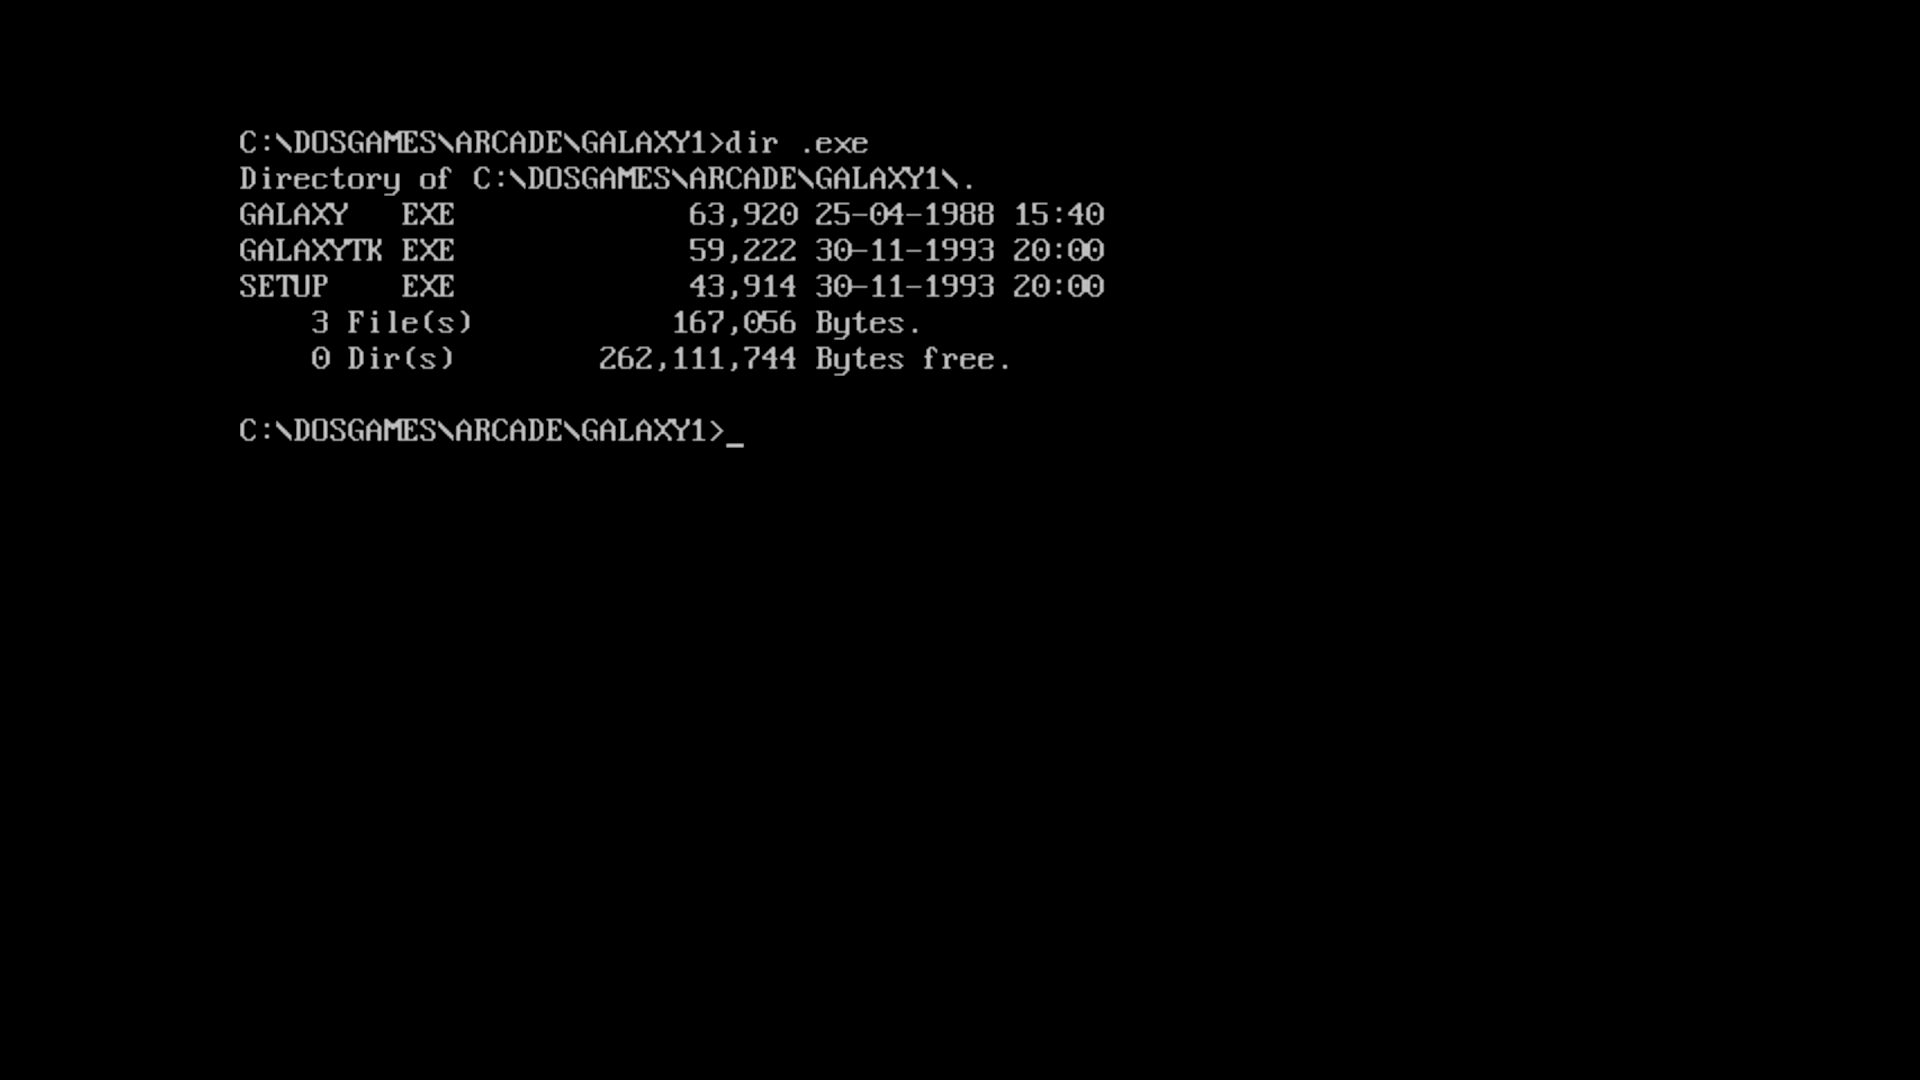 C:\DOSGAMES\ARCADE\GALAXY1>dir .exe
Directory of C:\DOSGAMES\ARCADE\GALAXY1\.
GALAXY   EXE             63,920 25-04-1988 15:40
GALAXYTK EXE             59,222 30-11-1993 20:00
SETUP    EXE             43,914 30-11-1993 20:00
    3 File(s)           167,056 Bytes.
    0 Dir(s)        262,111,744 Bytes free.
C:\DOSGAMES\ARCADE\GALAXY1>_